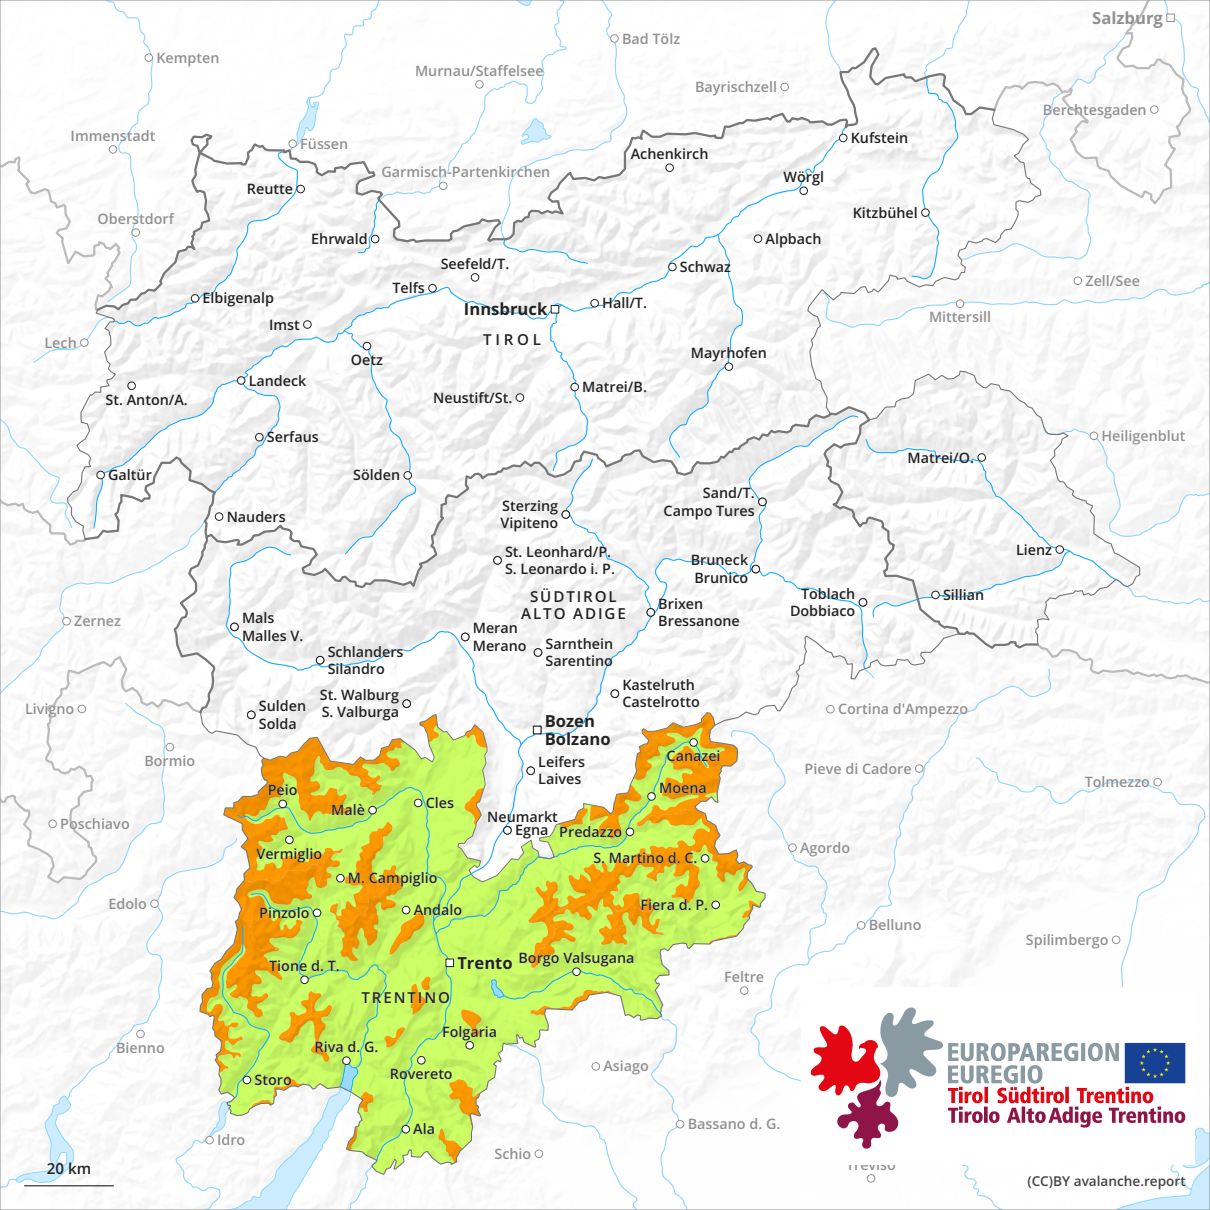 Salzburg
Bad Tölz
Kempten
Murnau/Staffelsee
Bayrischzell
Berchtesgaden
Immenstadt
Füssen
Kufstein
Achenkirch
Garmisch-Partenkirchen
Wörgl
Reutte
Kitzbühel
Oberstdorf
Ehrwald
Alpbach
Seefeld/T.
Schwaz
Zell/See
Telfs
Elbigenalp
Hall/T.
Innsbruck
Mittersill
Imst
TIROL
Lech
Oetz
Mayrhofen
Landeck
Matrei/B.
St. Anton/A.
Neustift/St.
Serfaus
Heiligenblut
Matrei/O.
Galtür
Sölden
Sand/T.
Campo Tures
Sterzing
Vipiteno
Nauders
St. Leonhard/P.
S. Leonardo i. P.
Lienz
Bruneck
Brunico
SÜDTIROL
ALTO ADIGE
Toblach
Dobbiaco
Sillian
Brixen
Bressanone
Zernez
Mals
Malles V.
Meran
Merano
Sarnthein
Sarentino
Schlanders
Silandro
Kastelruth
Castelrotto
St. Walburg
S. Valburga
Livigno
Sulden
Solda
Cortina d'Ampezzo
Bozen
Bolzano
Bormio
Canazei
Leifers
Laives
Pieve di Cadore
Tolmezzo
Peio
Moena
Malè
Cles
Neumarkt
Egna
Poschiavo
Predazzo
Vermiglio
S. Martino d. C.
Agordo
M. Campiglio
Edolo
Pinzolo
Andalo
Fiera d. P.
Belluno
Spilimbergo
Borgo Valsugana
Trento
Tione d. T.
Feltre
TRENTINO
Folgaria
Bienno
Riva d. G.
Rovereto
Asiago
Storo
EUROPAREGION
EUREGIO
Tirol Südtirol Trentino
Tirolo Alto Adige Trentino
Ala
Bassano d. G.
Idro
Schio
Treviso
20 km
(CC)BY avalanche.report